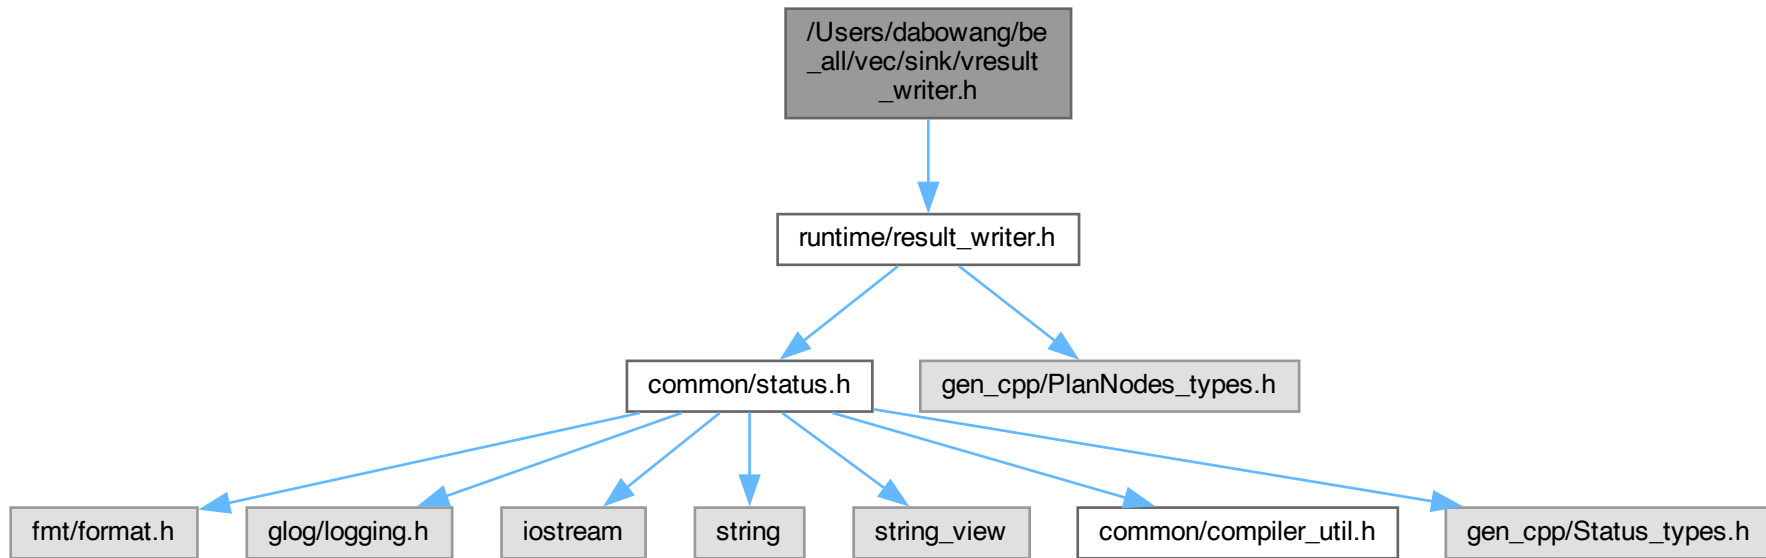 /Users/dabowang/be
_all/vec/sink/vresult
_writer.h
runtime/result_writer.h
common/status.h
gen_cpp/PlanNodes_types.h
fmt/format.h
glog/logging.h
iostream
string
string_view
common/compiler_util.h
gen_cpp/Status_types.h